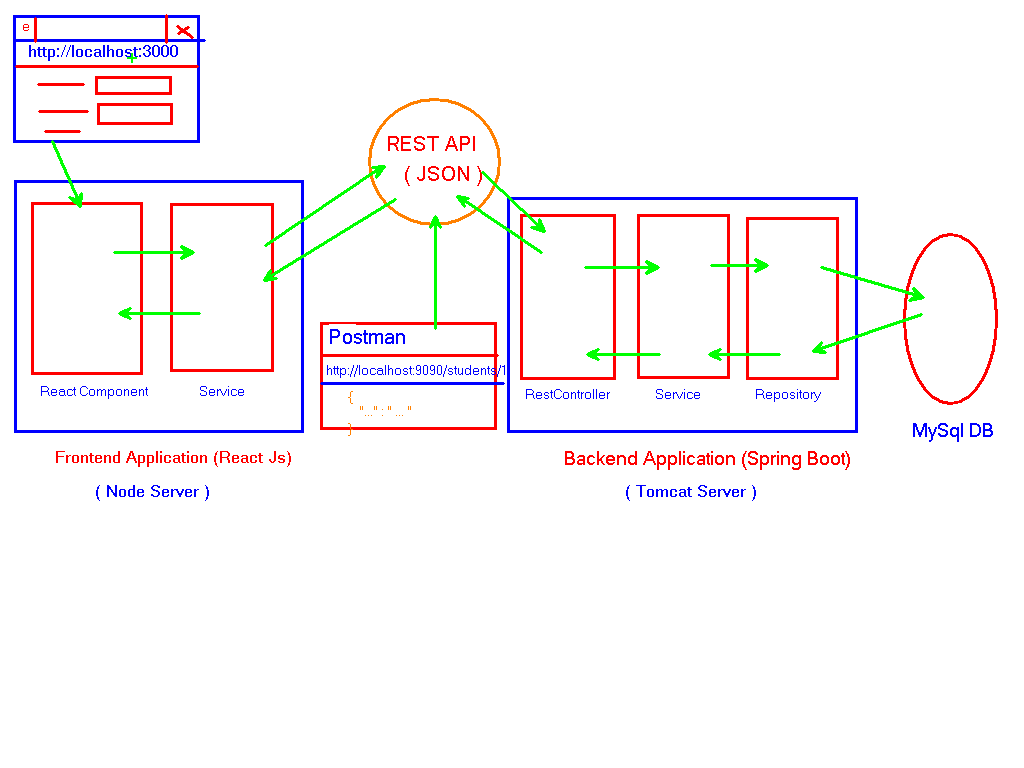 e
http://localhost:3000
REST API
( JSON )
React Component
Service
Frontend Application (React Js)
( Node Server )
Postman
http://localhost:9090/students/1
{
"...":"..."
}
RestController
Service
Repository
Backend Application (Spring Boot)
( Tomcat Server )
MySql DB